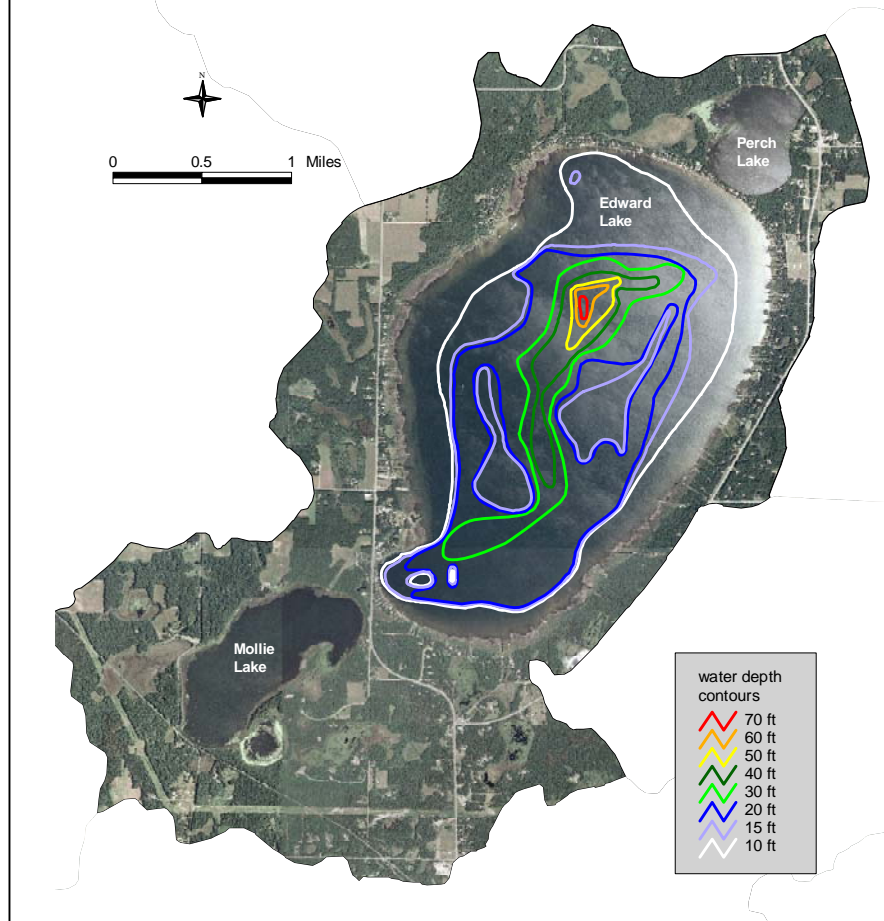 N
0 0.5 1 Miles
Perch
Lake
Edward
Lake
Mollie
Lake
water depth
contours
70 ft
60 ft
50 ft
40 ft
30 ft
20 ft
15 ft
10 ft